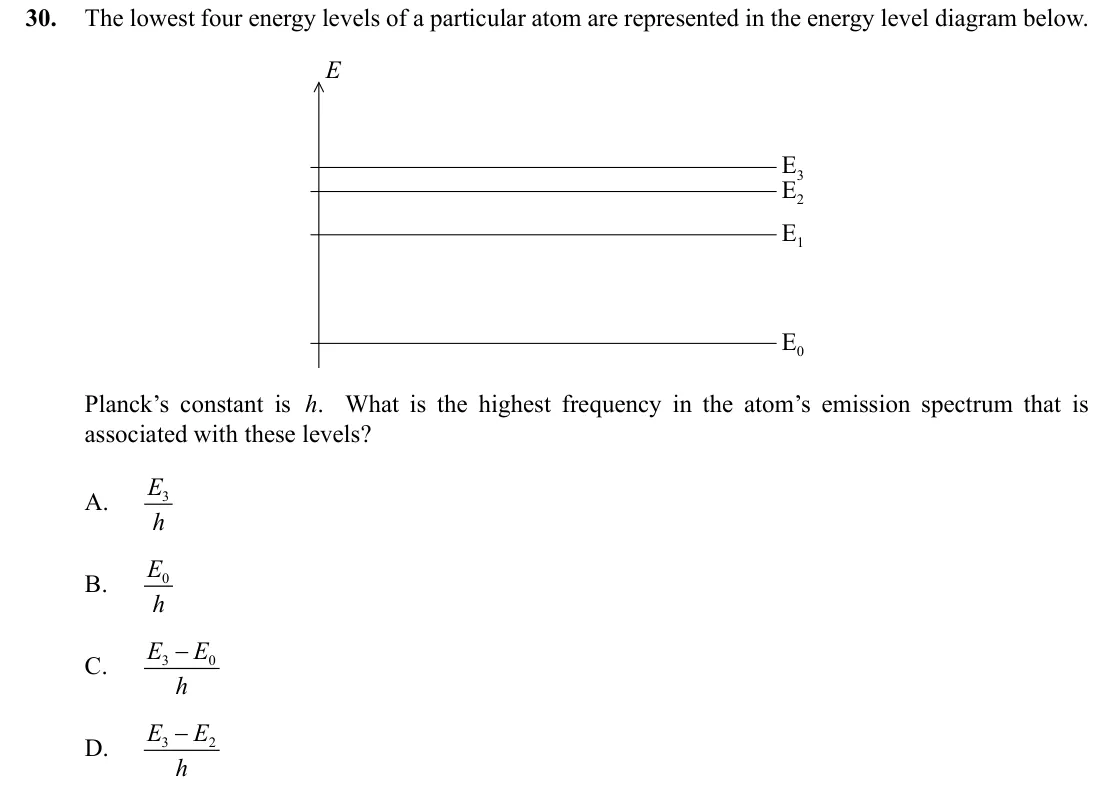 30. The lowest four energy levels of a particular atom are represented in the energy level diagram below.
E
E₃
E₂
E₁
E₀
Planck’s constant is h. What is the highest frequency in the atom’s emission spectrum that is
associated with these levels?
A. E₃/h
B. E₀/h
C. (E₃ – E₀)/h
D. (E₃ – E₂)/h